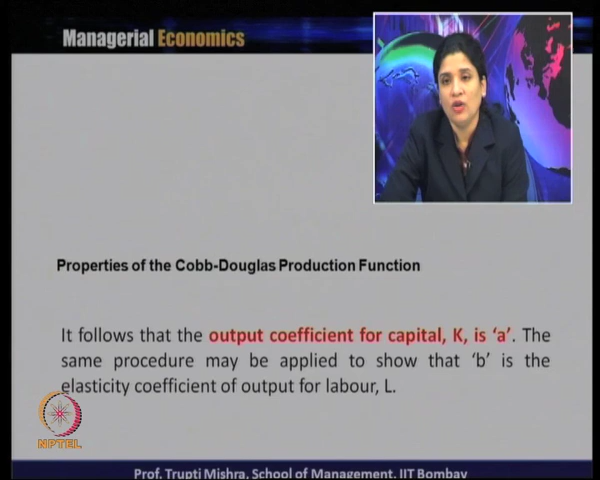 Managerial Economics
Properties of the Cobb-Douglas Production Function
It follows that the output coefficient for capital, K, is ‘a’. The
same procedure may be applied to show that ‘b’ is the
elasticity coefficient of output for labour, L.
NPTEL
Prof. Trupti Mishra, School of Management, IIT Bombay